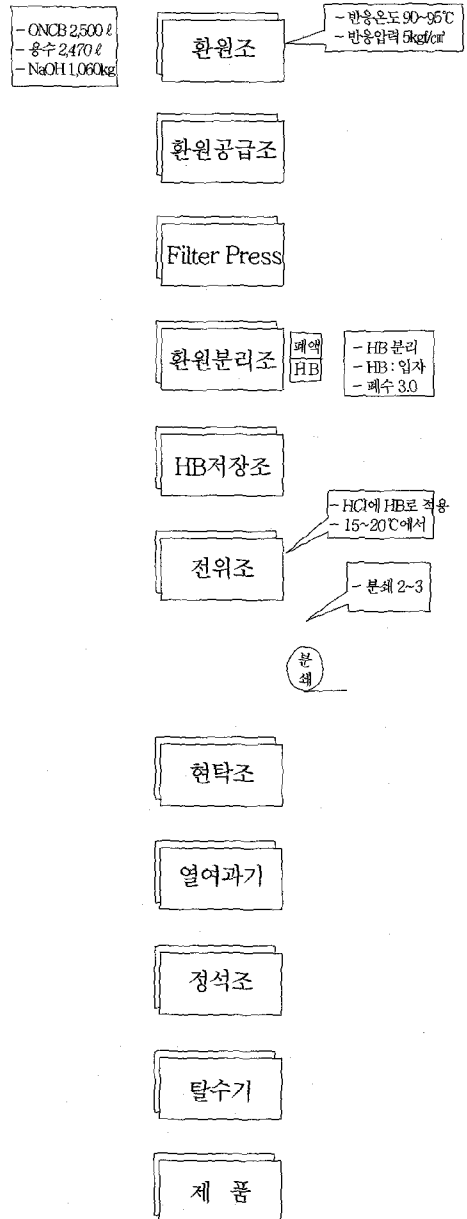 - ONCB 2,500 ℓ
- 용수 2,470 ℓ
- NaOH 1,060kg
환원조
- 반응온도 90~95℃
- 반응압력 5kgf/㎠
환원공급조
Filter Press
환원분리조
폐액
HB
- HB 분리
- HB : 입자
- 폐수 3.0
HB저장조
- HCl에 HB로 적용
- 15~20℃에서
전위조
- 분쇄 2~3
분
쇄
현탁조
열여과기
정석조
탈수기
제 품